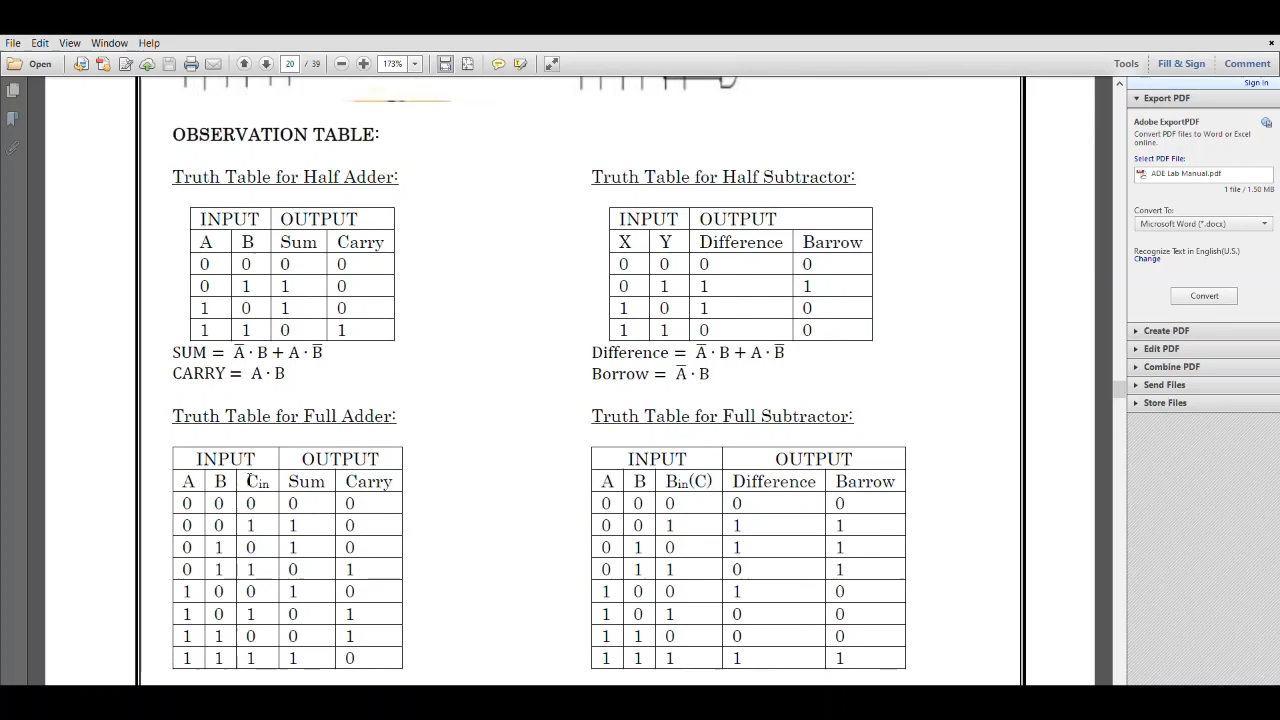 File Edit View Window Help ×
Open 20 / 39 173% Tools Fill & Sign Comment
Sign In
Export PDF
Adobe ExportPDF
Convert PDF files to Word or Excel
online.
Select PDF File:
ADE Lab Manual.pdf
1 file / 1.50 MB
Convert To:
Microsoft Word (*.docx)
Recognize Text in English(U.S.)
Change
Convert
Create PDF
Edit PDF
Combine PDF
Send Files
Store Files
OBSERVATION TABLE:
Truth Table for Half Adder:
INPUT OUTPUT
A B Sum Carry
0 0 0 0
0 1 1 0
1 0 1 0
1 1 0 1
SUM = A̅ · B + A · B̅
CARRY = A · B
Truth Table for Half Subtractor:
INPUT OUTPUT
X Y Difference Barrow
0 0 0 0
0 1 1 1
1 0 1 0
1 1 0 0
Difference = A̅ · B + A · B̅
Borrow = A̅ · B
Truth Table for Full Adder:
INPUT OUTPUT
A B Cin Sum Carry
0 0 0 0 0
0 0 1 1 0
0 1 0 1 0
0 1 1 0 1
1 0 0 1 0
1 0 1 0 1
1 1 0 0 1
1 1 1 1 0
Truth Table for Full Subtractor:
INPUT OUTPUT
A B Bin(C) Difference Barrow
0 0 0 0 0
0 0 1 1 1
0 1 0 1 1
0 1 1 0 1
1 0 0 1 0
1 0 1 0 0
1 1 0 0 0
1 1 1 1 1